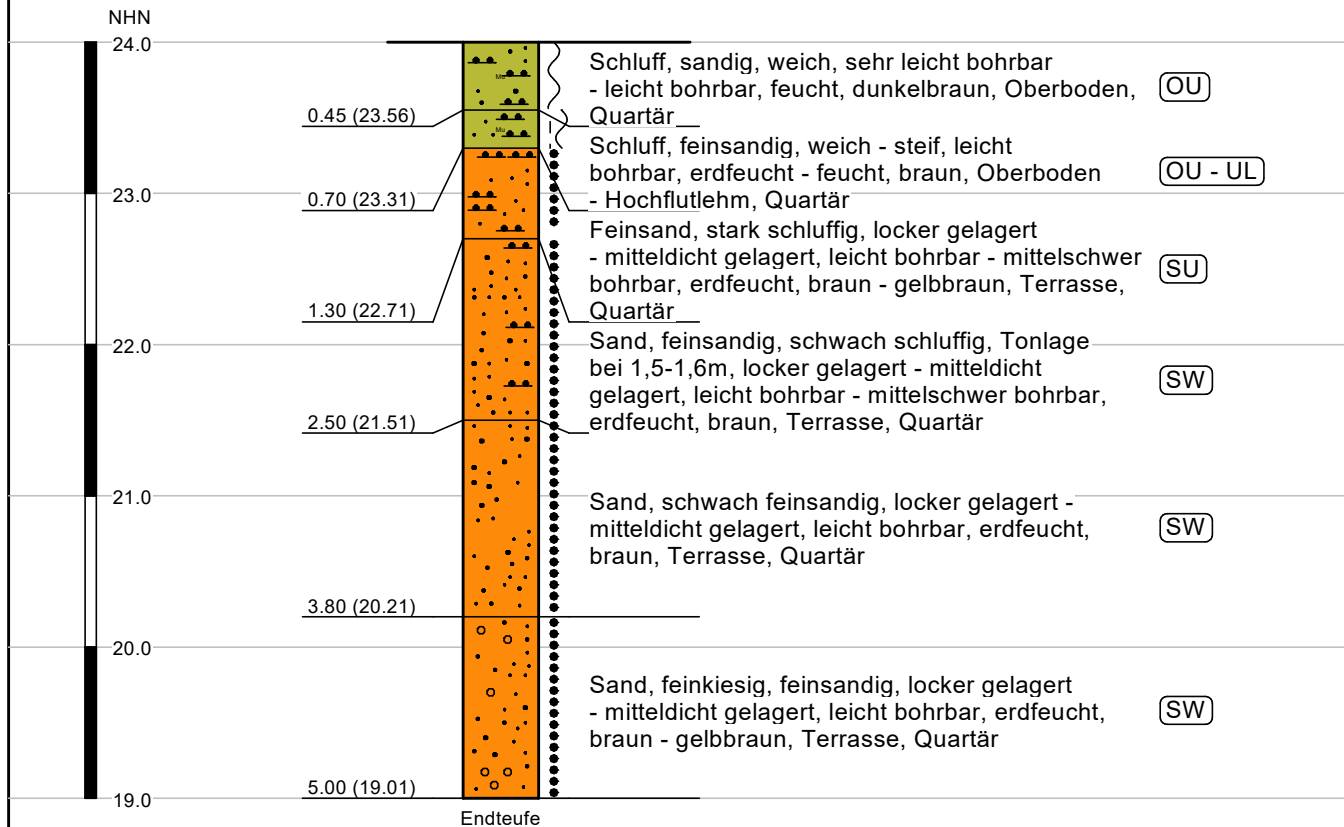 NHN
24.0
Schluff, sandig, weich, sehr leicht bohrbar
- leicht bohrbar, feucht, dunkelbraun, Oberboden,
Quartär
OU
Mu
0.45 (23.56)
Mu
Schluff, feinsandig, weich - steif, leicht
bohrbar, erdfeucht - feucht, braun, Oberboden
- Hochflutlehm, Quartär
OU - UL
23.0
0.70 (23.31)
Feinsand, stark schluffig, locker gelagert
- mitteldicht gelagert, leicht bohrbar - mittelschwer
bohrbar, erdfeucht, braun - gelbbraun, Terrasse,
Quartär
SU
1.30 (22.71)
22.0
Sand, feinsandig, schwach schluffig, Tonlage
bei 1,5-1,6m, locker gelagert - mitteldicht
gelagert, leicht bohrbar - mittelschwer bohrbar,
erdfeucht, braun, Terrasse, Quartär
SW
2.50 (21.51)
21.0
Sand, schwach feinsandig, locker gelagert -
mitteldicht gelagert, leicht bohrbar, erdfeucht,
braun, Terrasse, Quartär
SW
3.80 (20.21)
20.0
Sand, feinkiesig, feinsandig, locker gelagert
- mitteldicht gelagert, leicht bohrbar, erdfeucht,
braun - gelbbraun, Terrasse, Quartär
SW
5.00 (19.01)
19.0
Endteufe